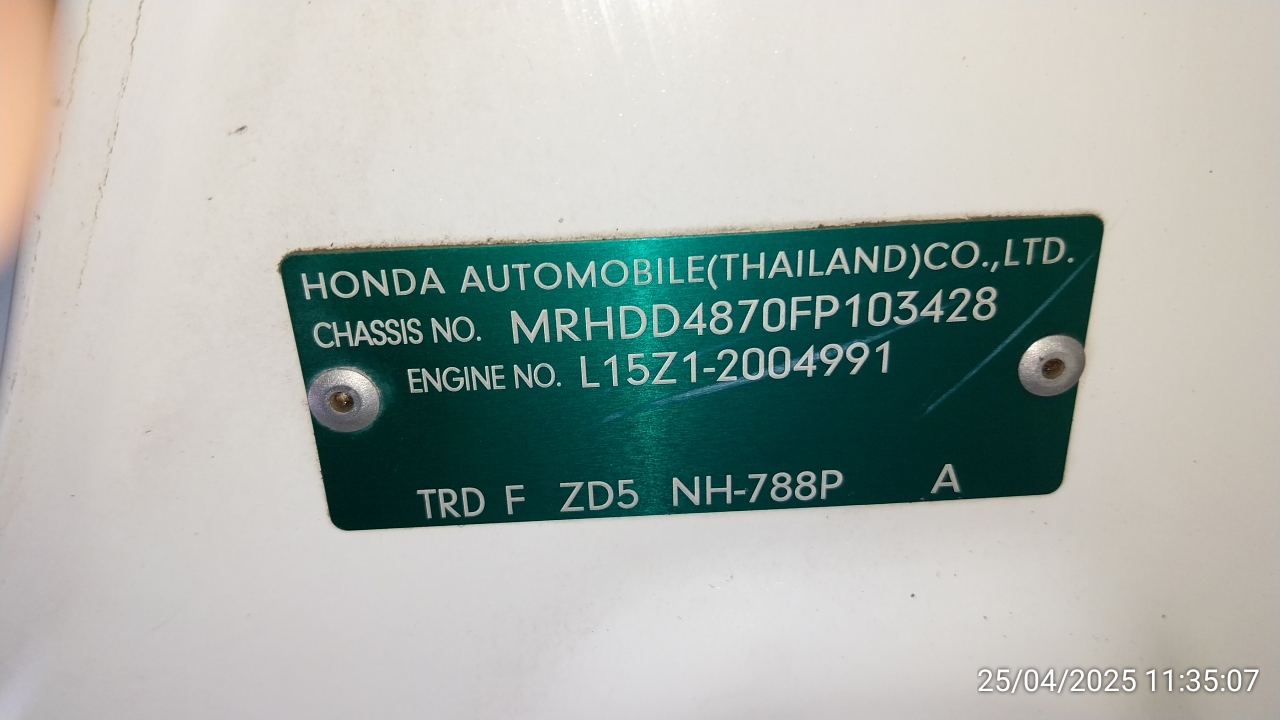 HONDA AUTOMOBILE(THAILAND)CO.,LTD.
CHASSIS NO. MRHDD4870FP103428
ENGINE NO. L15Z1-2004991
TRD F ZD5 NH-788P A
25/04/2025 11:35:07